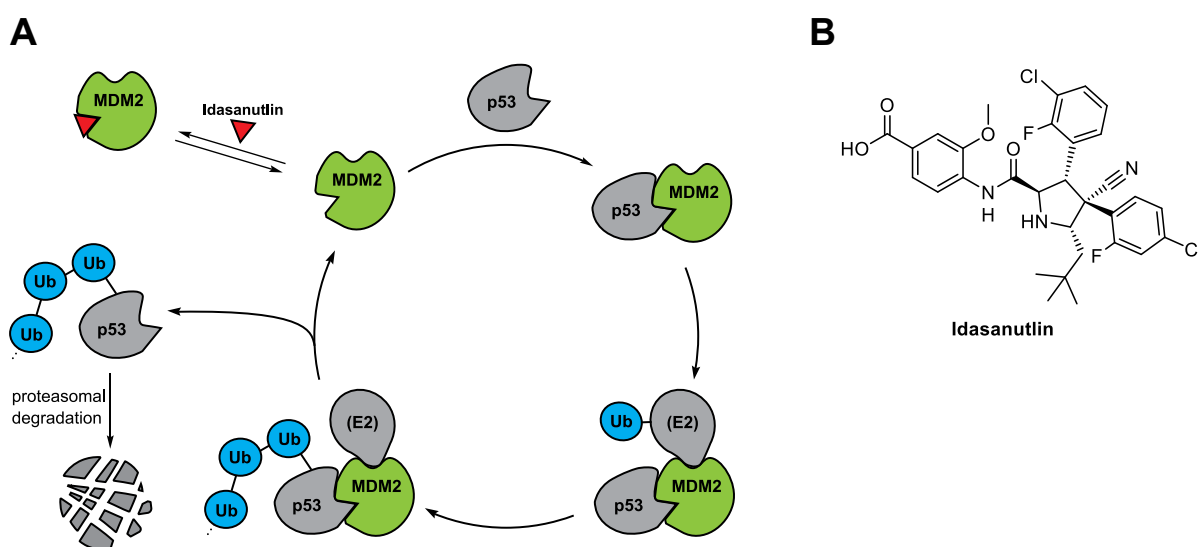 A
B
MDM2
Idasanutlin
p53
MDM2
p53
MDM2
Ub
Ub
Ub
p53
proteasomal
degradation
(E2)
Ub
Ub
Ub
p53
MDM2
Ub
(E2)
p53
MDM2
Cl
F
O
HO
O
O
N
H
N
HN
F
Cl
Idasanutlin